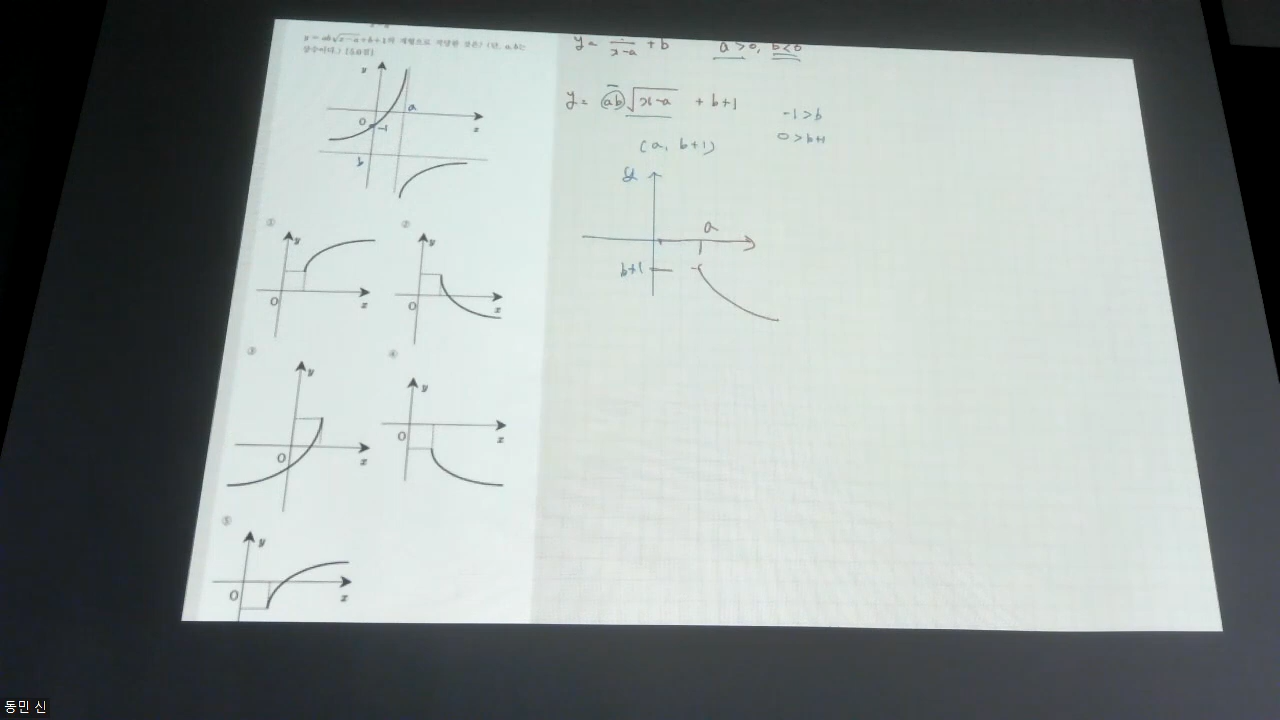 y = ab√(x-a) + b + 1의 개형으로 적당한 것은? (단, a, b는
상수이다.) [5.0점]
y
a
O
-1
x
b
①
y
O
x
②
y
O
x
③
y
O
x
④
y
O
x
⑤
y
O
x
+ b
a > 0, b < 0
y = ab√(x-a) + b+1
-1 > b
0 > b+1
(a, b+1)
y
a
b+1
동민 신